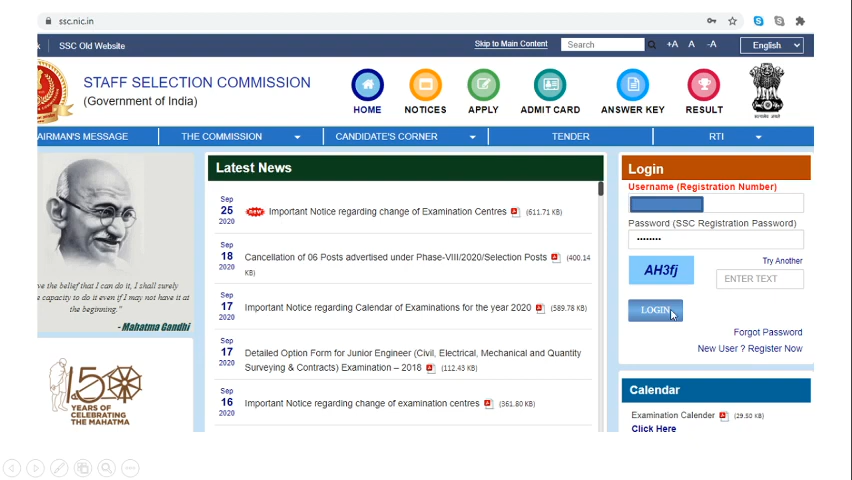 ssc.nic.in
SSC Old Website
Skip to Main Content
Search
+A A -A
English
STAFF SELECTION COMMISSION
(Government of India)
HOME
NOTICES
APPLY
ADMIT CARD
ANSWER KEY
RESULT
AIRMAN'S MESSAGE
THE COMMISSION
CANDIDATE'S CORNER
TENDER
RTI
ve the belief that I can do it, I shall surely
e capacity to do it even if I may not have it at
the beginning."
- Mahatma Gandhi
150
YEARS OF
CELEBRATING
THE MAHATMA
Latest News
Sep
25
2020
new Important Notice regarding change of Examination Centres (611.71 KB)
Sep
18
2020
Cancellation of 06 Posts advertised under Phase-VIII/2020/Selection Posts (400.14
KB)
Sep
17
2020
Important Notice regarding Calendar of Examinations for the year 2020 (589.78 KB)
Sep
17
2020
Detailed Option Form for Junior Engineer (Civil, Electrical, Mechanical and Quantity
Surveying & Contracts) Examination – 2018 (112.43 KB)
Sep
16
2020
Important Notice regarding change of examination centres (361.80 KB)
Login
Username (Registration Number)
Password (SSC Registration Password)
Try Another
AH3fj
ENTER TEXT
LOGIN
Forgot Password
New User ? Register Now
Calendar
Examination Calender (29.50 KB)
Click Here